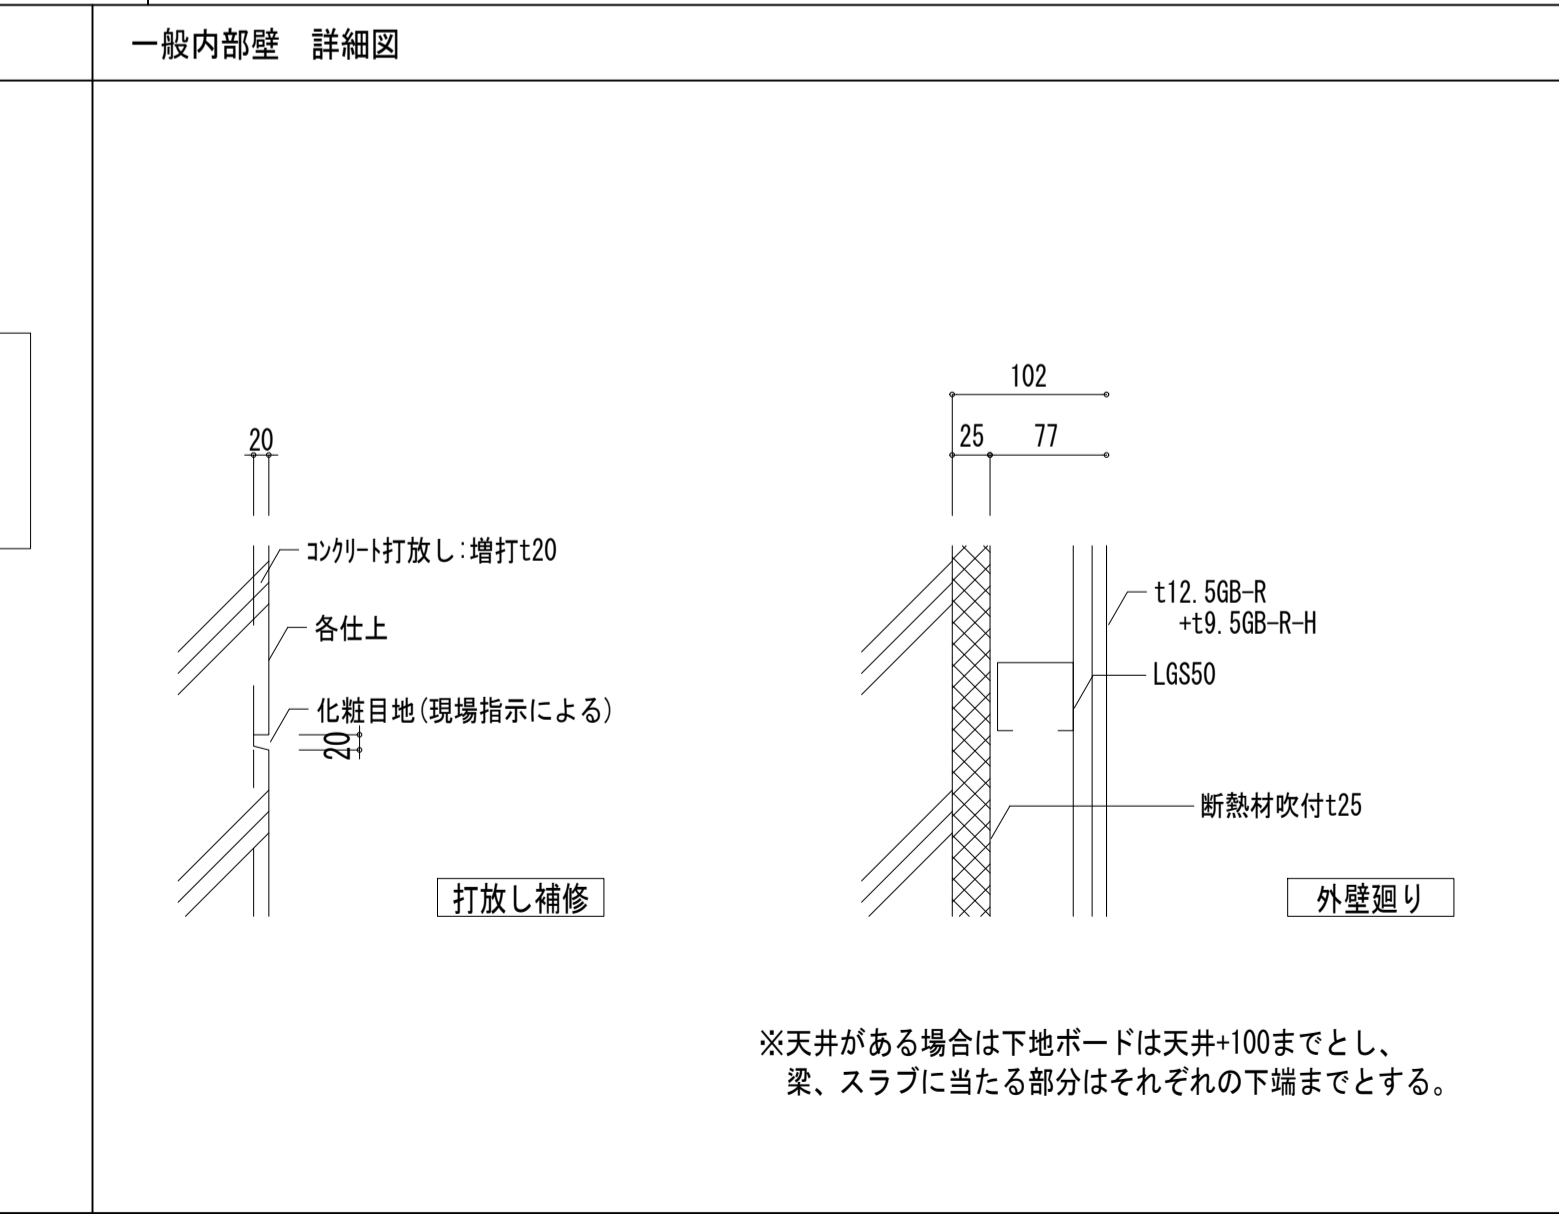 一般内部壁　詳細図
20
コンクリート打放し:増打t20
各仕上
化粧目地(現場指示による)
20
打放し補修
102
25
77
t12.5GB-R
+t9.5GB-R-H
LGS50
断熱材吹付t25
外壁廻り
※天井がある場合は下地ボードは天井+100までとし、
梁、スラブに当たる部分はそれぞれの下端までとする。